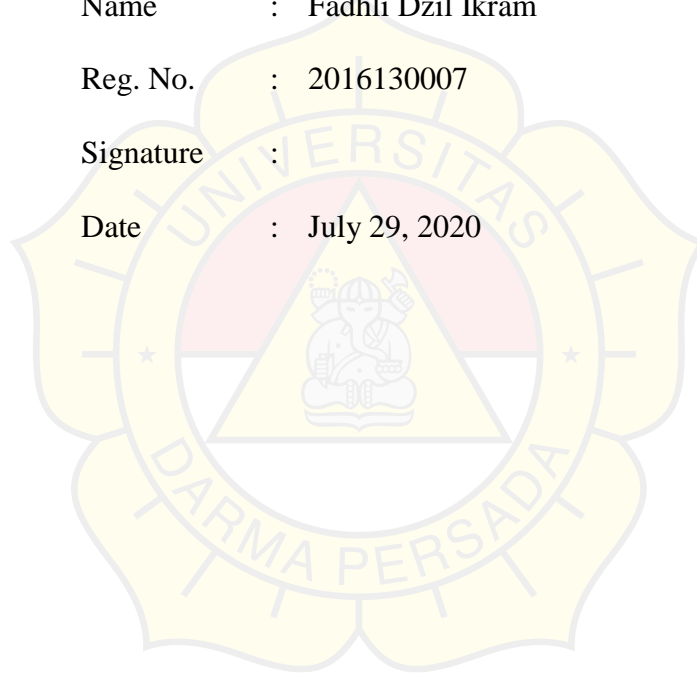 Name : Fadhli Dzil Ikram
Reg. No. : 2016130007
Signature :
Date : July 29, 2020
UNIVERSITAS
DARMA PERSADA